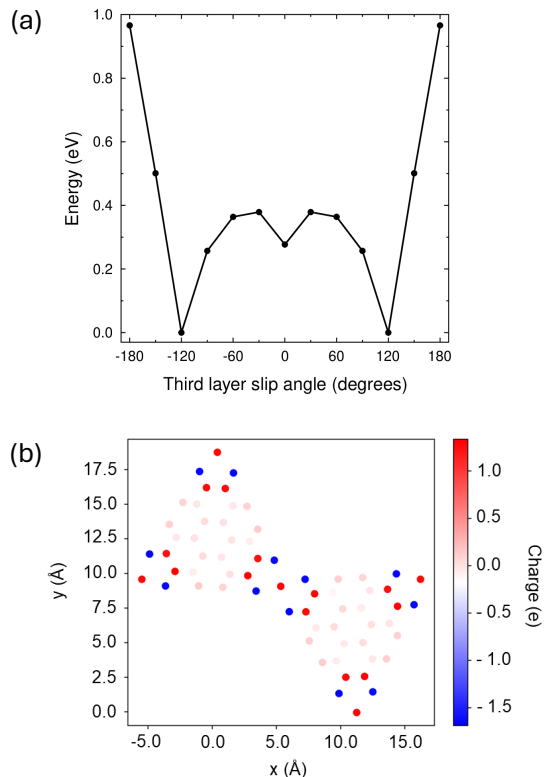 (a)
1.0
0.8
0.6
0.4
0.2
0.0
Energy (eV)
-180 -120 -60 0 60 120 180
Third layer slip angle (degrees)
(b)
17.5
15.0
12.5
10.0
7.5
5.0
2.5
0.0
y (Å)
-5.0 0.0 5.0 10.0 15.0
x (Å)
1.0
0.5
0.0
- 0.5
- 1.0
- 1.5
Charge (e)